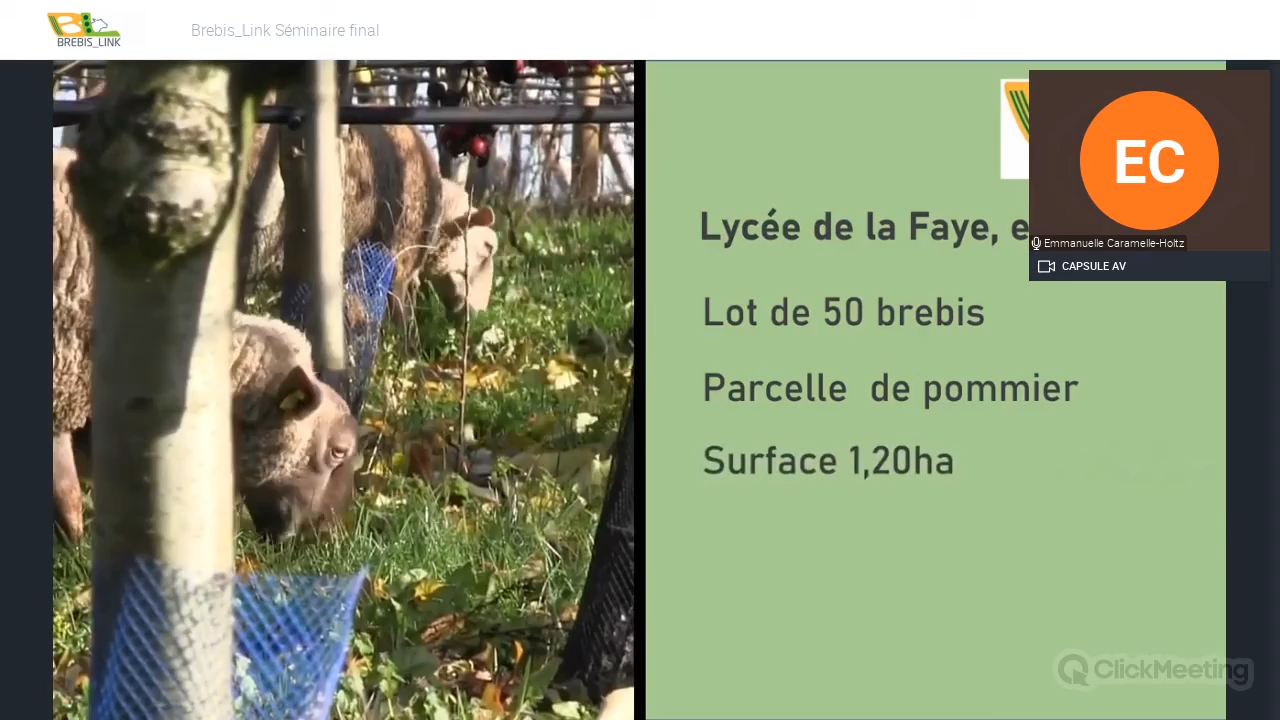 BL
BREBIS_LINK
Brebis_Link Séminaire final
Lycée de la Faye, e
Lot de 50 brebis
Parcelle de pommier
Surface 1,20ha
EC
Emmanuelle Caramelle-Holtz
CAPSULE AV
ClickMeeting